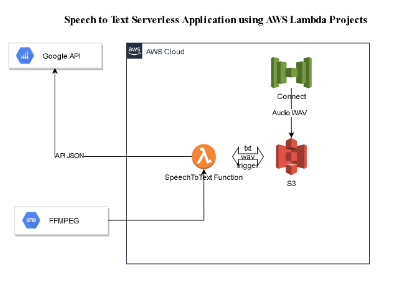 Speech to Text Serverless Application using AWS Lambda Projects
Google API
aws
AWS Cloud
Connect
Audio WAV
API JSON
txt
wav
trigger
SpeechToText Function
S3
FFMPEG